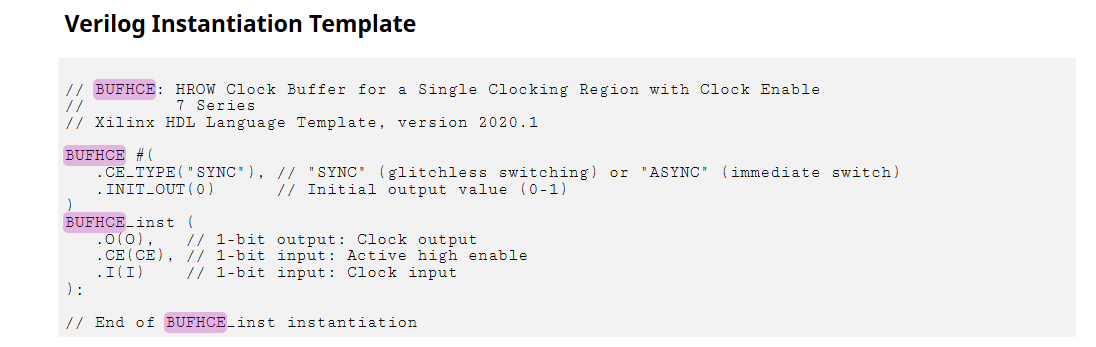 Verilog Instantiation Template
// BUFHCE: HROW Clock Buffer for a Single Clocking Region with Clock Enable
//         7 Series
// Xilinx HDL Language Template, version 2020.1
BUFHCE #(
   .CE_TYPE("SYNC"), // "SYNC" (glitchless switching) or "ASYNC" (immediate switch)
   .INIT_OUT(0)      // Initial output value (0-1)
)
BUFHCE_inst (
   .O(O),   // 1-bit output: Clock output
   .CE(CE), // 1-bit input: Active high enable
   .I(I)    // 1-bit input: Clock input
);
// End of BUFHCE_inst instantiation